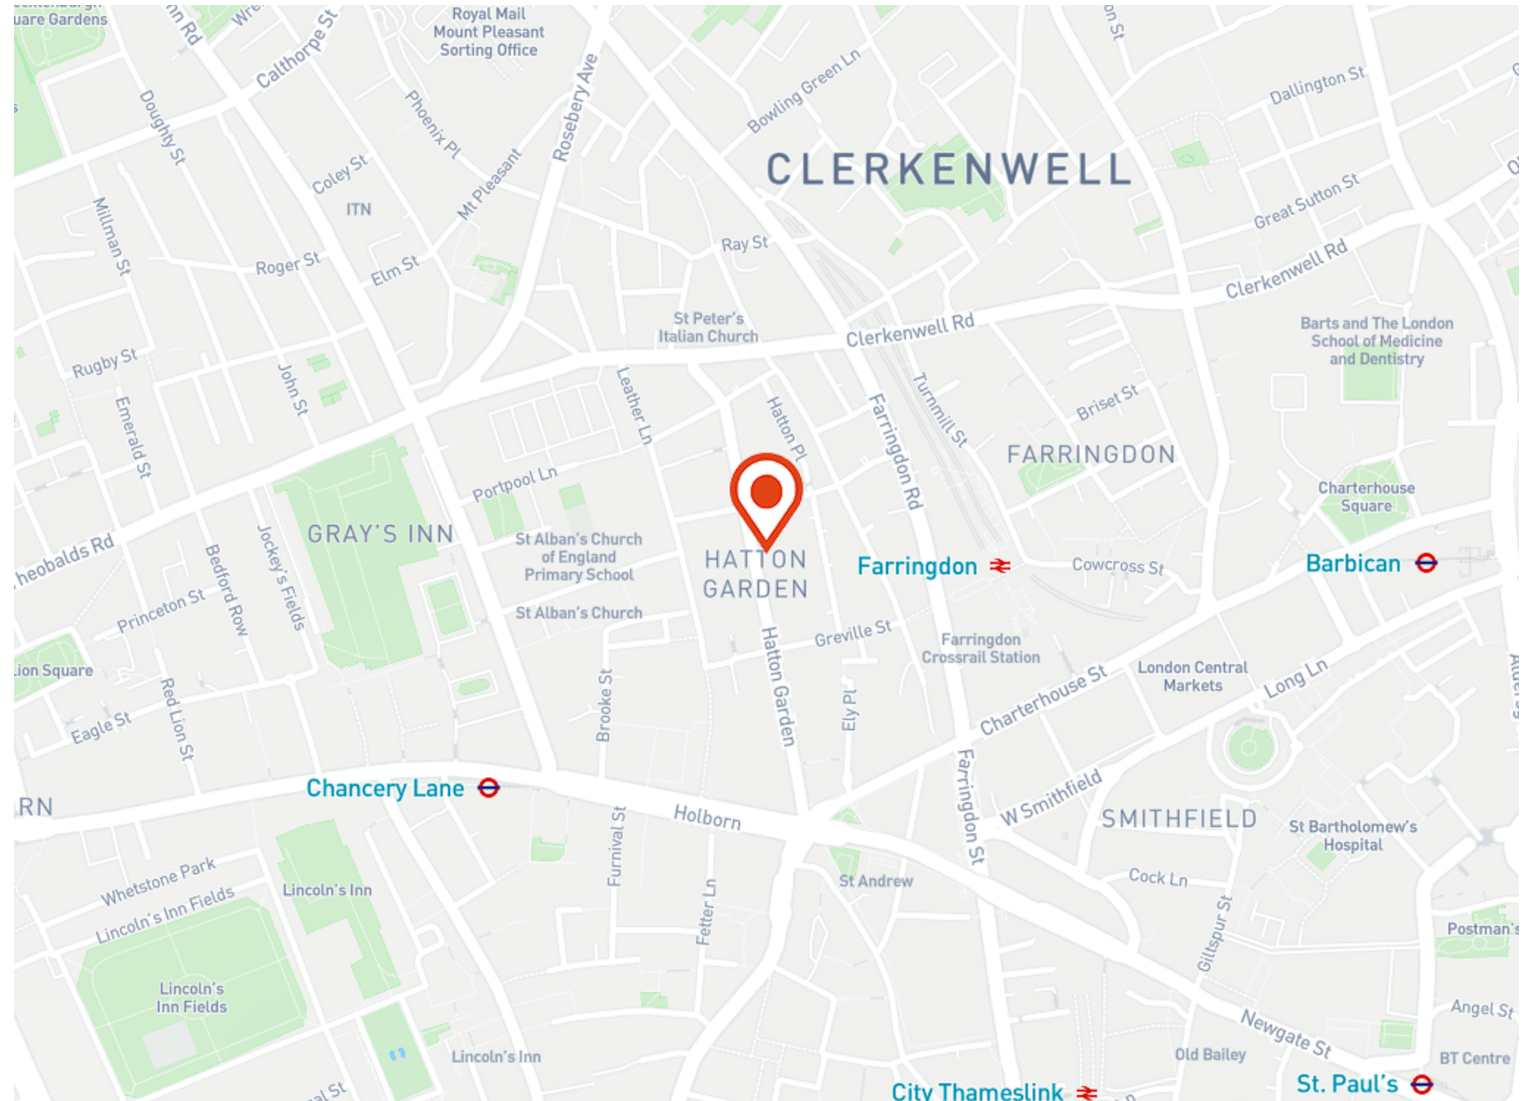 uare Gardens
Calthorpe St
Royal Mail
Mount Pleasant
Sorting Office
Rosebery Ave
Bowling Green Ln
Dallington St
Doughty St
Phoenix Pl
CLERKENWELL
Coley St
Mt Pleasant
ITN
Great Sutton St
Millman St
Ray St
Roger St
Elm St
Clerkenwell Rd
St Peter's
Italian Church
Clerkenwell Rd
Barts and The London
School of Medicine
and Dentistry
Rugby St
John St
Leather Ln
Hatton Pl
Turnmill St
Briset St
Emerald St
Farringdon Rd
FARRINGDON
Portpool Ln
Charterhouse
Square
GRAY'S INN
St Alban's Church
of England
Primary School
HATTON
GARDEN
Farringdon
Cowcross St
Barbican
heobalds Rd
Jockey's Fields
Bedford Row
Princeton St
St Alban's Church
Greville St
Farringdon
Crossrail Station
London Central
Markets
Long Ln
ion Square
Hatton Garden
Charterhouse St
Red Lion St
Eagle St
Brooke St
Ely Pl
Chancery Lane
Farringdon St
W Smithfield
RN
Holborn
SMITHFIELD
St Bartholomew's
Hospital
Furnival St
Whetstone Park
Lincoln's Inn
St Andrew
Cock Ln
Lincoln's Inn Fields
Fetter Ln
Giltspur St
Postman's
Lincoln's
Inn Fields
Angel St
Newgate St
Lincoln's Inn
Old Bailey
BT Centre
City Thameslink
St. Paul's